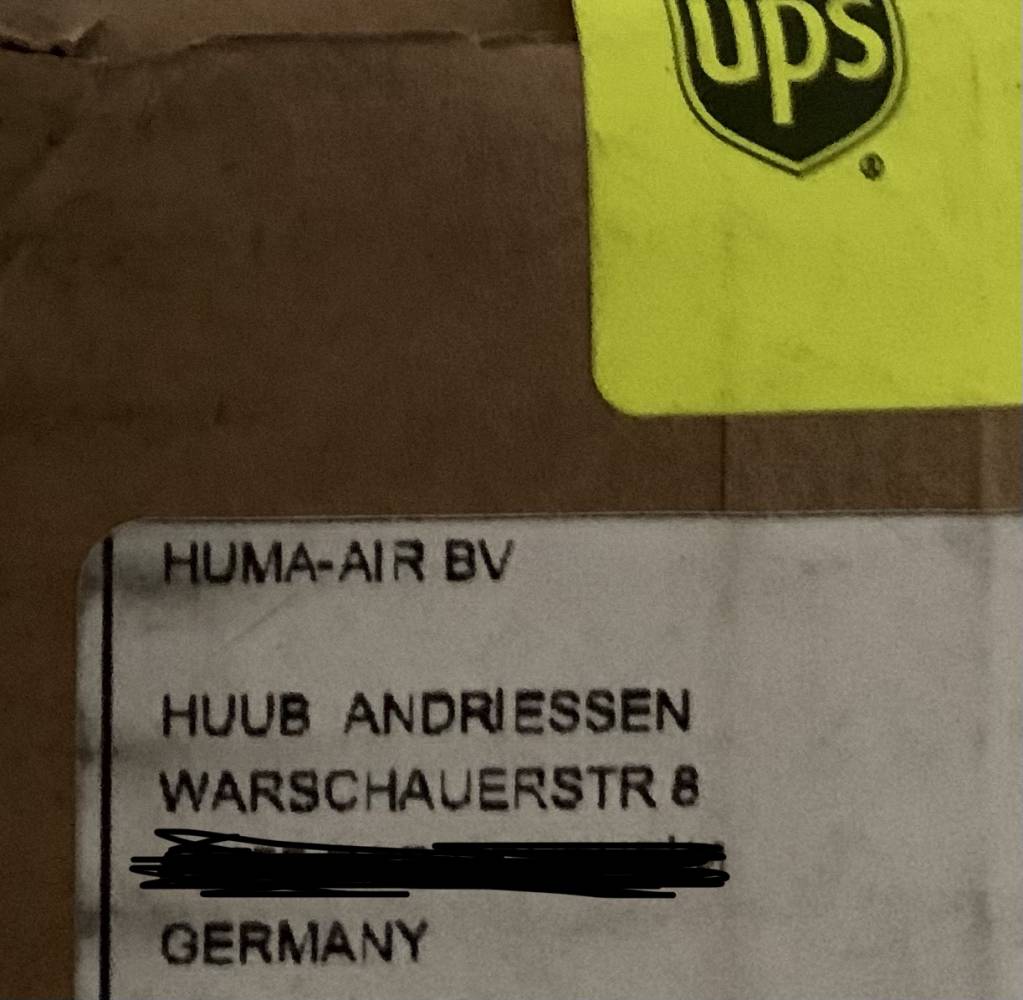 ups
HUMA-AIR BV
HUUB ANDRIESSEN
WARSCHAUERSTR 8
GERMANY